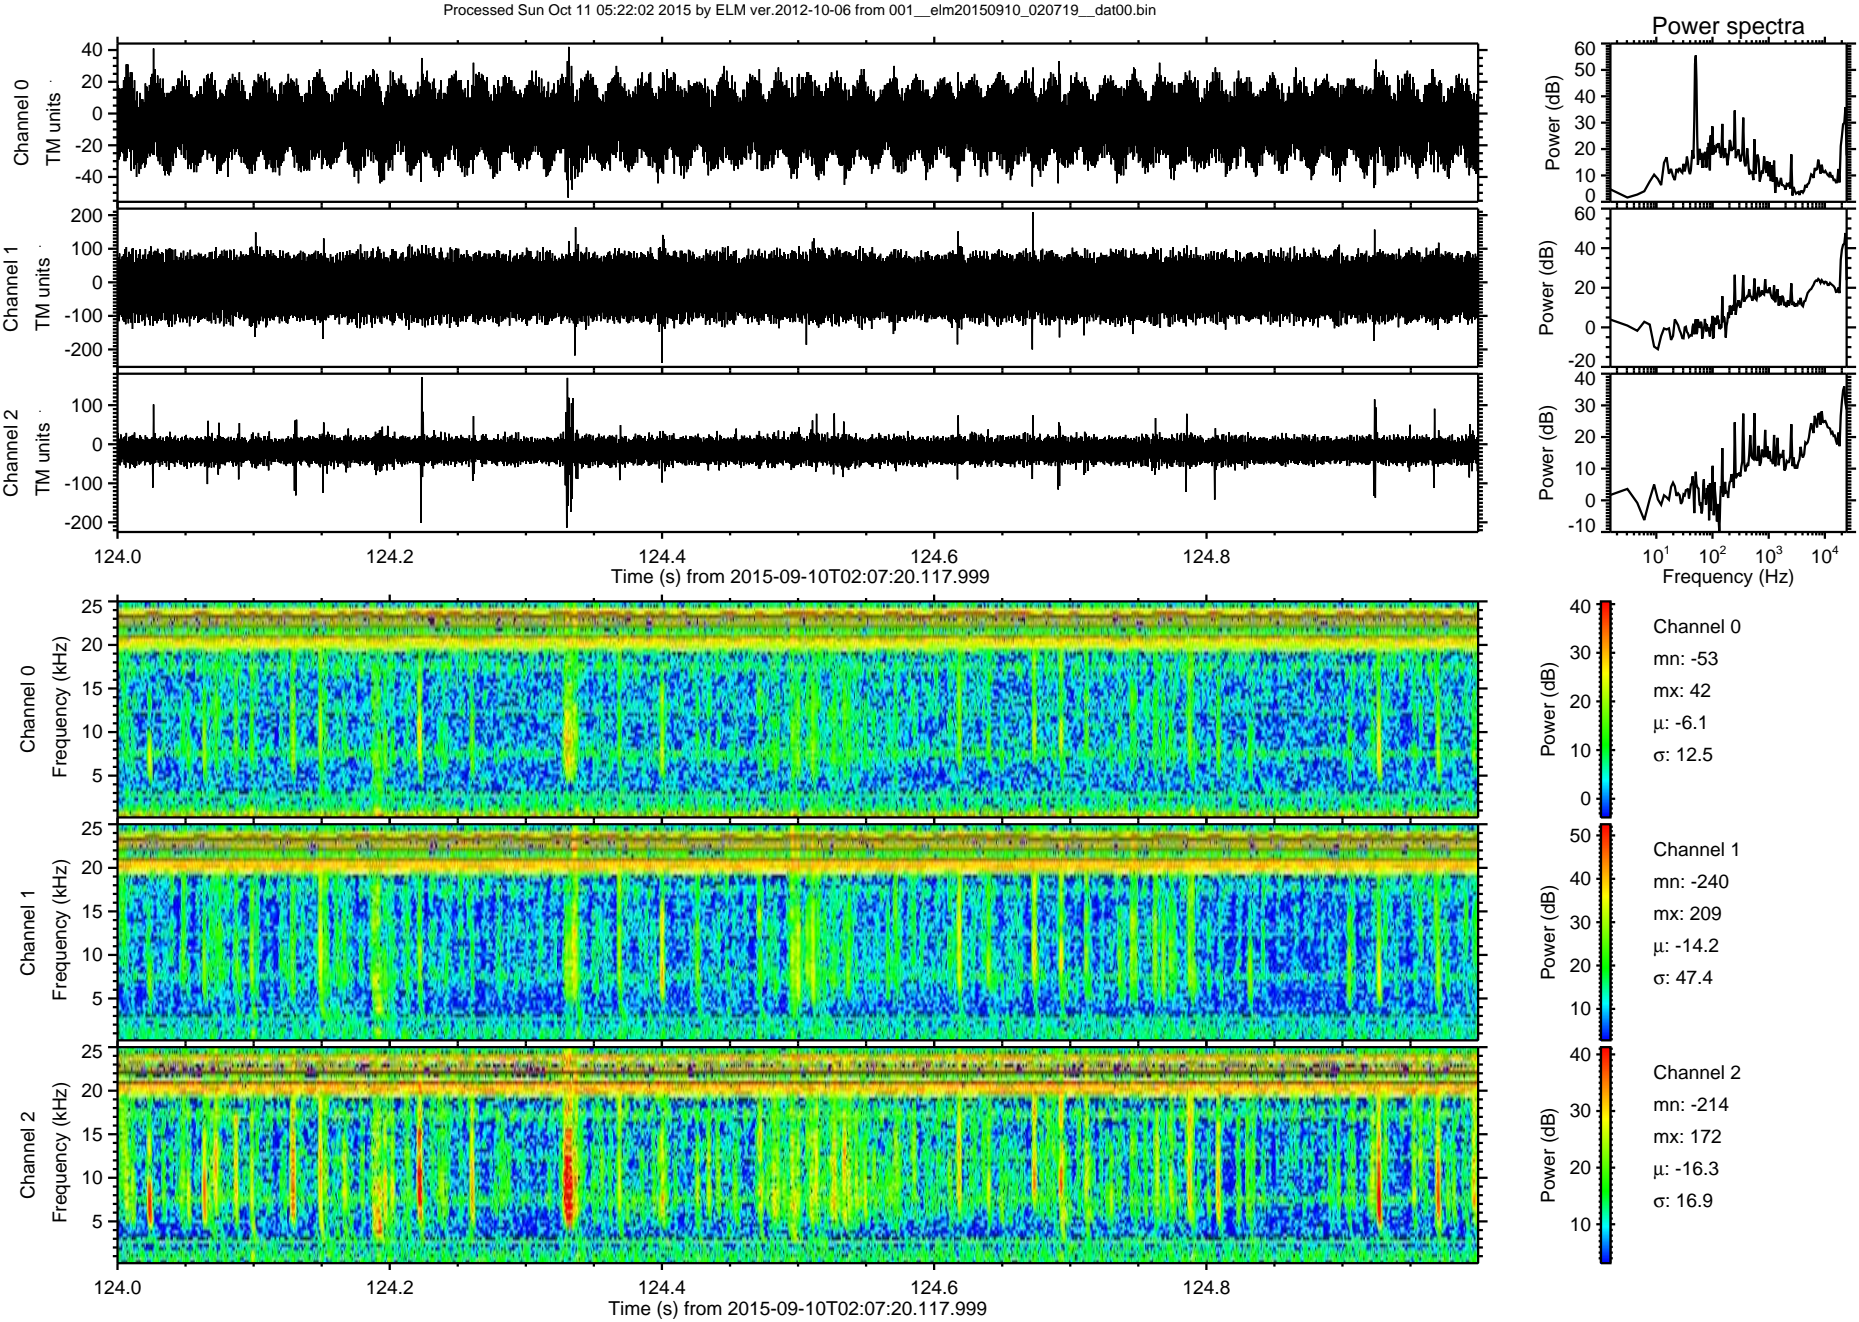 Processed Sun Oct 11 05:22:02 2015 by ELM ver.2012-10-06 from 001__elm20150910_020719__dat00.bin
Power spectra
Channel 0
TM units
40
20
0
-20
-40
Power (dB)
60
50
40
30
20
10
0
Channel 1
TM units
200
100
0
-100
-200
Power (dB)
60
40
20
0
-20
Channel 2
TM units
100
0
-100
-200
Power (dB)
40
30
20
10
0
-10
124.0 124.2 124.4 124.6 124.8
Time (s) from 2015-09-10T02:07:20.117.999
10¹ 10² 10³ 10⁴
Frequency (Hz)
Channel 0
Frequency (kHz)
25
20
15
10
5
Power (dB)
40
30
20
10
0
Channel 0
mn: -53
mx: 42
μ: -6.1
σ: 12.5
Channel 1
Frequency (kHz)
25
20
15
10
5
Power (dB)
50
40
30
20
10
Channel 1
mn: -240
mx: 209
μ: -14.2
σ: 47.4
Channel 2
Frequency (kHz)
25
20
15
10
5
Power (dB)
40
30
20
10
Channel 2
mn: -214
mx: 172
μ: -16.3
σ: 16.9
124.0 124.2 124.4 124.6 124.8
Time (s) from 2015-09-10T02:07:20.117.999